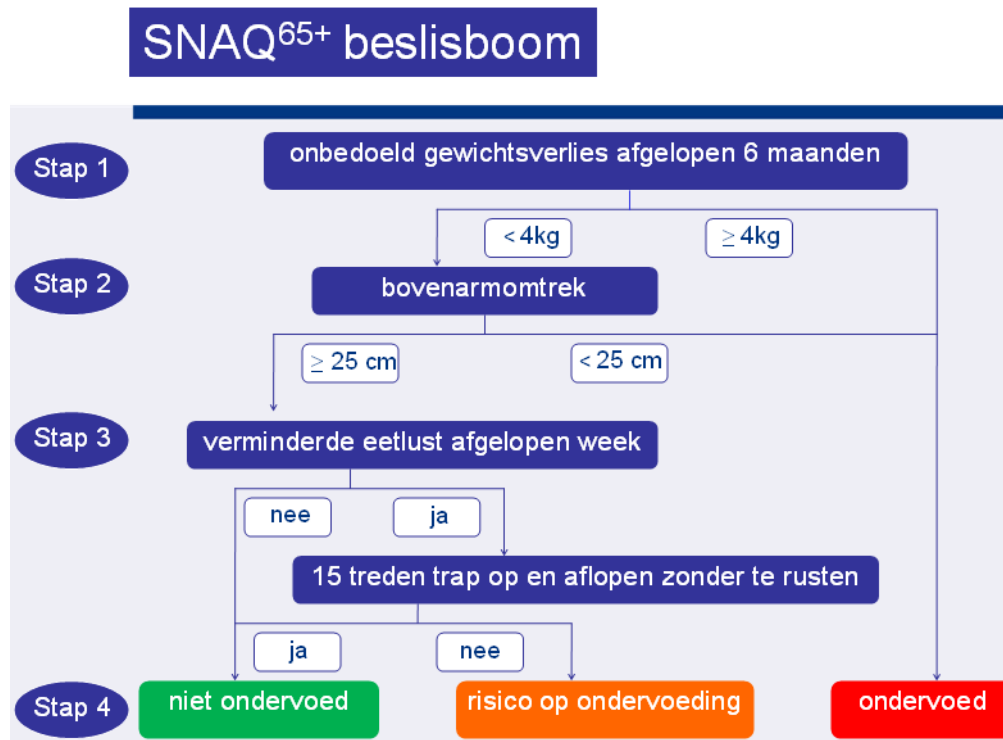 SNAQ65+ beslisboom
Stap 1
onbedoeld gewichtsverlies afgelopen 6 maanden
< 4kg
≥ 4kg
Stap 2
bovenarmomtrek
≥ 25 cm
< 25 cm
Stap 3
verminderde eetlust afgelopen week
nee
ja
15 treden trap op en aflopen zonder te rusten
ja
nee
Stap 4
niet ondervoed
risico op ondervoeding
ondervoed